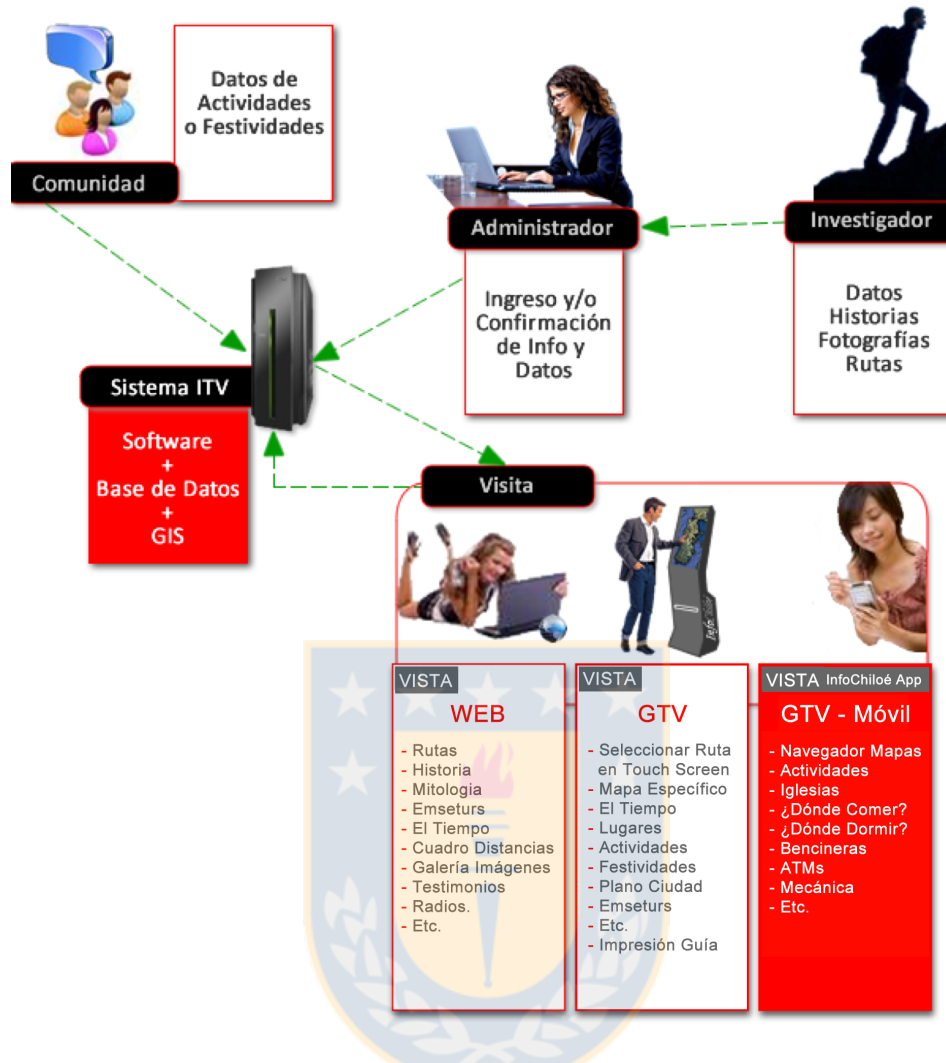 Datos de
Actividades
o Festividades
Comunidad
Administrador
Ingreso y/o
Confirmación
de Info y
Datos
Investigador
Datos
Historias
Fotografías
Rutas
Sistema ITV
Software
+
Base de Datos
+
GIS
Visita
VISTA
WEB
- Rutas
- Historia
- Mitologia
- Emseturs
- El Tiempo
- Cuadro Distancias
- Galería Imágenes
- Testimonios
- Radios.
- Etc.
VISTA
GTV
- Seleccionar Ruta
en Touch Screen
- Mapa Específico
- El Tiempo
- Lugares
- Actividades
- Festividades
- Plano Ciudad
- Emseturs
- Etc.
- Impresión Guía
VISTA InfoChiloé App
GTV - Móvil
- Navegador Mapas
- Actividades
- Iglesias
- ¿Dónde Comer?
- ¿Dónde Dormir?
- Bencineras
- ATMs
- Mecánica
- Etc.